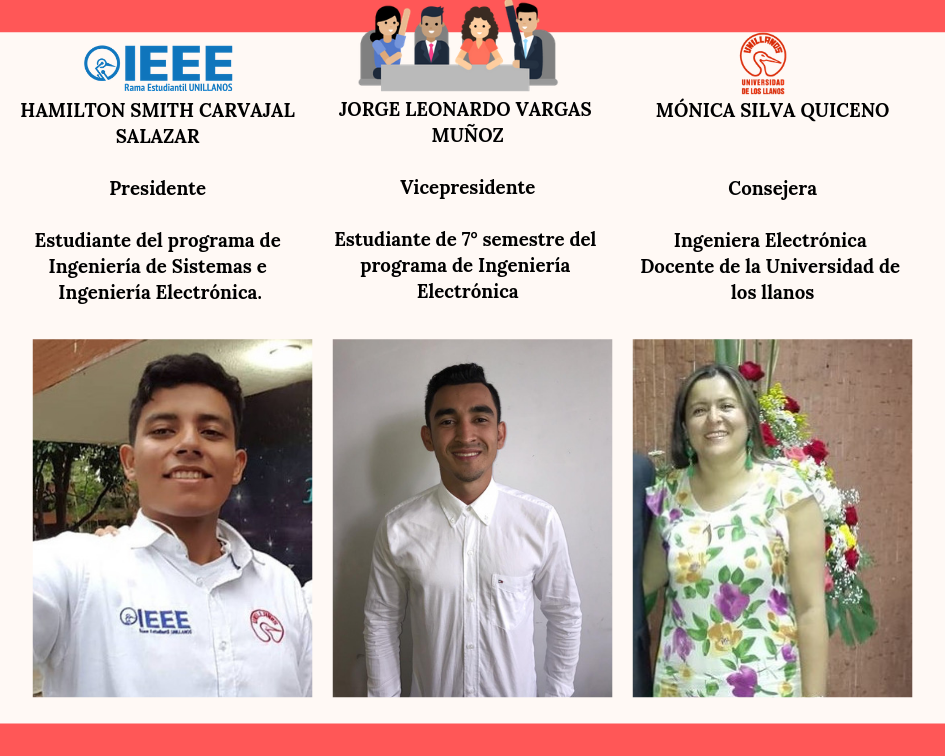 IEEE
Rama Estudiantil UNILLANOS
HAMILTON SMITH CARVAJAL
SALAZAR
Presidente
Estudiante del programa de
Ingeniería de Sistemas e
Ingeniería Electrónica.
JORGE LEONARDO VARGAS
MUÑOZ
Vicepresidente
Estudiante de 7° semestre del
programa de Ingeniería
Electrónica
UNILLANOS
UNIVERSIDAD
DE LOS LLANOS
MÓNICA SILVA QUICENO
Consejera
Ingeniera Electrónica
Docente de la Universidad de
los llanos
IEEE
Rama Estudiantil UNILLANOS
UNILLANOS